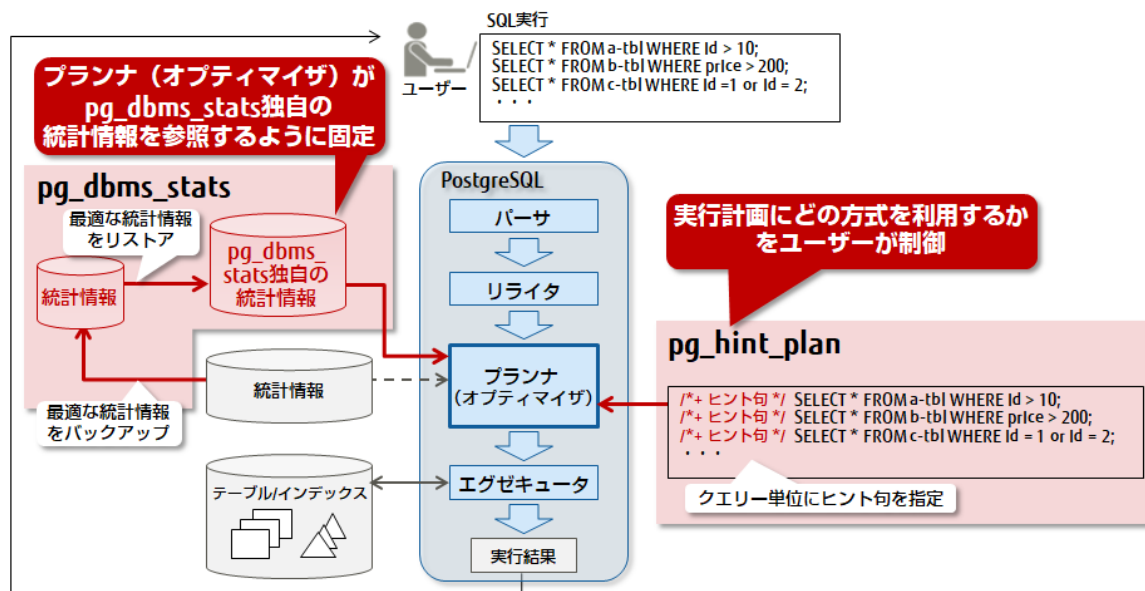 SQL実行
SELECT * FROM a-tbl WHERE Id > 10;
SELECT * FROM b-tbl WHERE prIce > 200;
SELECT * FROM c-tbl WHERE Id =1 or Id = 2;
・・・
ユーザー
プランナ（オプティマイザ）が
pg_dbms_stats独自の
統計情報を参照するように固定
pg_dbms_stats
最適な統計情報
をリストア
統計情報
pg_dbms_
stats独自の
統計情報
統計情報
最適な統計情報
をバックアップ
テーブル/インデックス
PostgreSQL
パーサ
リライタ
プランナ
（オプティマイザ）
エグゼキュータ
実行結果
実行計画にどの方式を利用するか
をユーザーが制御
pg_hint_plan
/*+ ヒント句 */ SELECT * FROM a-tbl WHERE Id > 10;
/*+ ヒント句 */ SELECT * FROM b-tbl WHERE prIce > 200;
/*+ ヒント句 */ SELECT * FROM c-tbl WHERE Id = 1 or Id = 2;
・・・
クエリー単位にヒント句を指定